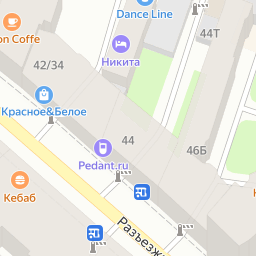 on Coffe
Dance Line
44Т
Никита
42/34
Красное&Белое
44
46Б
Pedant.ru
Кебаб
Разъезж